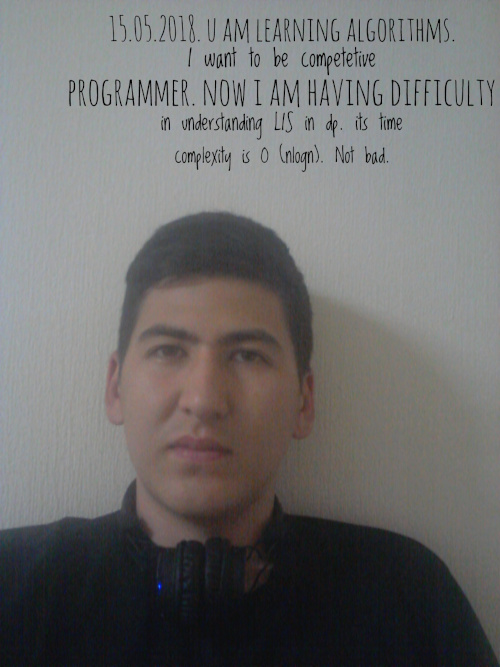 15.05.2018. U AM LEARNING ALGORITHMS.
I want to be competetive
PROGRAMMER. NOW I AM HAVING DIFFICULTY
in understanding LIS in dp. its time
complexity is O (nlogn). Not bad.